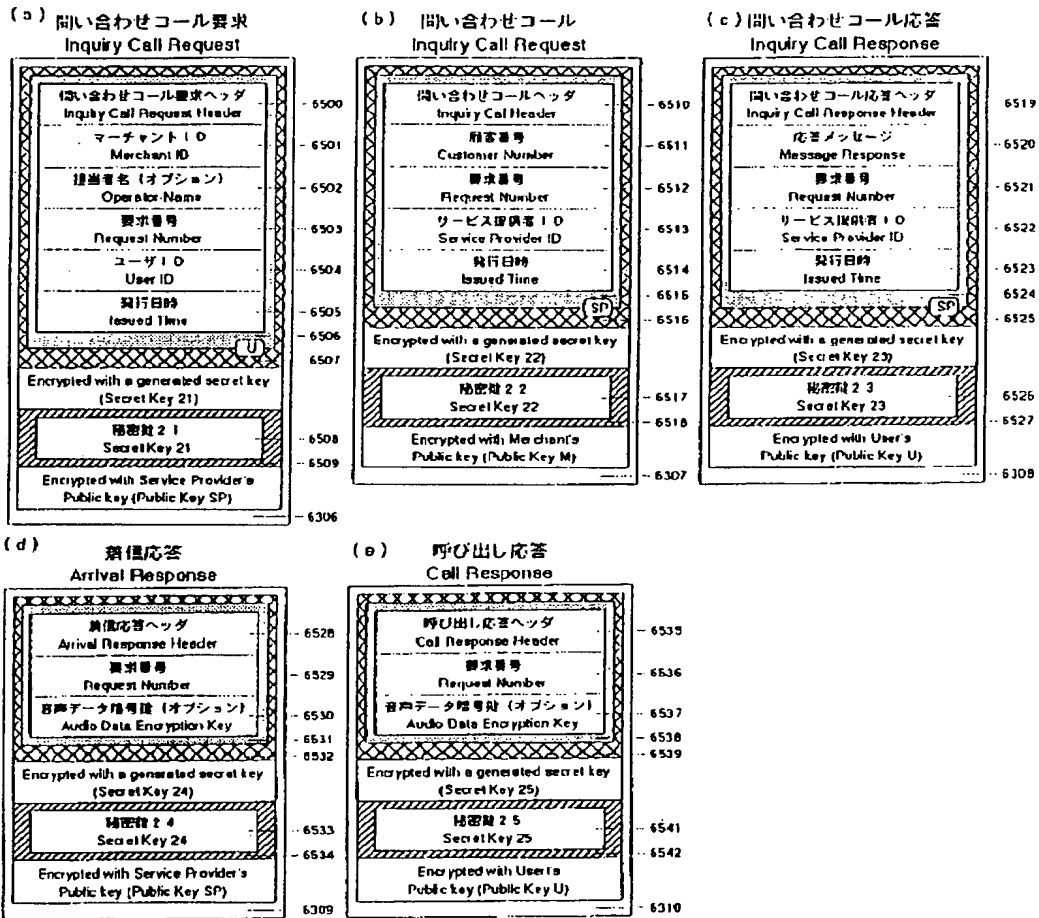 (a) 問い合わせコール要求
Inquiry Call Request
問い合わせコール要求ヘッダ
Inquiry Call Request Header
マーチャントID
Merchant ID
担当者名(オプション)
Operator Name
要求番号
Request Number
ユーザID
User ID
発行日時
Issued Time
U
Encrypted with a generated secret key
(Secret Key 21)
秘密鍵21
Secret Key 21
Encrypted with Service Provider's
Public key (Public Key SP)
6500
6501
6502
6503
6504
6505
6506
6507
6508
6509
6306
(b) 問い合わせコール
Inquiry Call Request
問い合わせコールヘッダ
Inquiry Call Header
顧客番号
Customer Number
要求番号
Request Number
サービス提供者ID
Service Provider ID
発行日時
Issued Time
SP
Encrypted with a generated secret key
(Secret Key 22)
秘密鍵22
Secret Key 22
Encrypted with Merchant's
Public key (Public Key M)
6510
6511
6512
6513
6514
6515
6516
6517
6518
6307
(c) 問い合わせコール応答
Inquiry Call Response
問い合わせコール応答ヘッダ
Inquiry Call Response Header
応答メッセージ
Message Response
要求番号
Request Number
サービス提供者ID
Service Provider ID
発行日時
Issued Time
SP
Encrypted with a generated secret key
(Secret Key 23)
秘密鍵23
Secret Key 23
Encrypted with User's
Public key (Public Key U)
6519
6520
6521
6522
6523
6524
6525
6526
6527
6308
(d) 着信応答
Arrival Response
着信応答ヘッダ
Arrival Response Header
要求番号
Request Number
音声データ暗号鍵(オプション)
Audio Data Encryption Key
Encrypted with a generated secret key
(Secret Key 24)
秘密鍵24
Secret Key 24
Encrypted with Service Provider's
Public key (Public Key SP)
6528
6529
6530
6531
6532
6533
6534
6309
(e) 呼び出し応答
Call Response
呼び出し応答ヘッダ
Call Response Header
要求番号
Request Number
音声データ暗号鍵(オプション)
Audio Data Encryption Key
Encrypted with a generated secret key
(Secret Key 25)
秘密鍵25
Secret Key 25
Encrypted with User's
Public key (Public Key U)
6535
6536
6537
6538
6539
6541
6542
6310